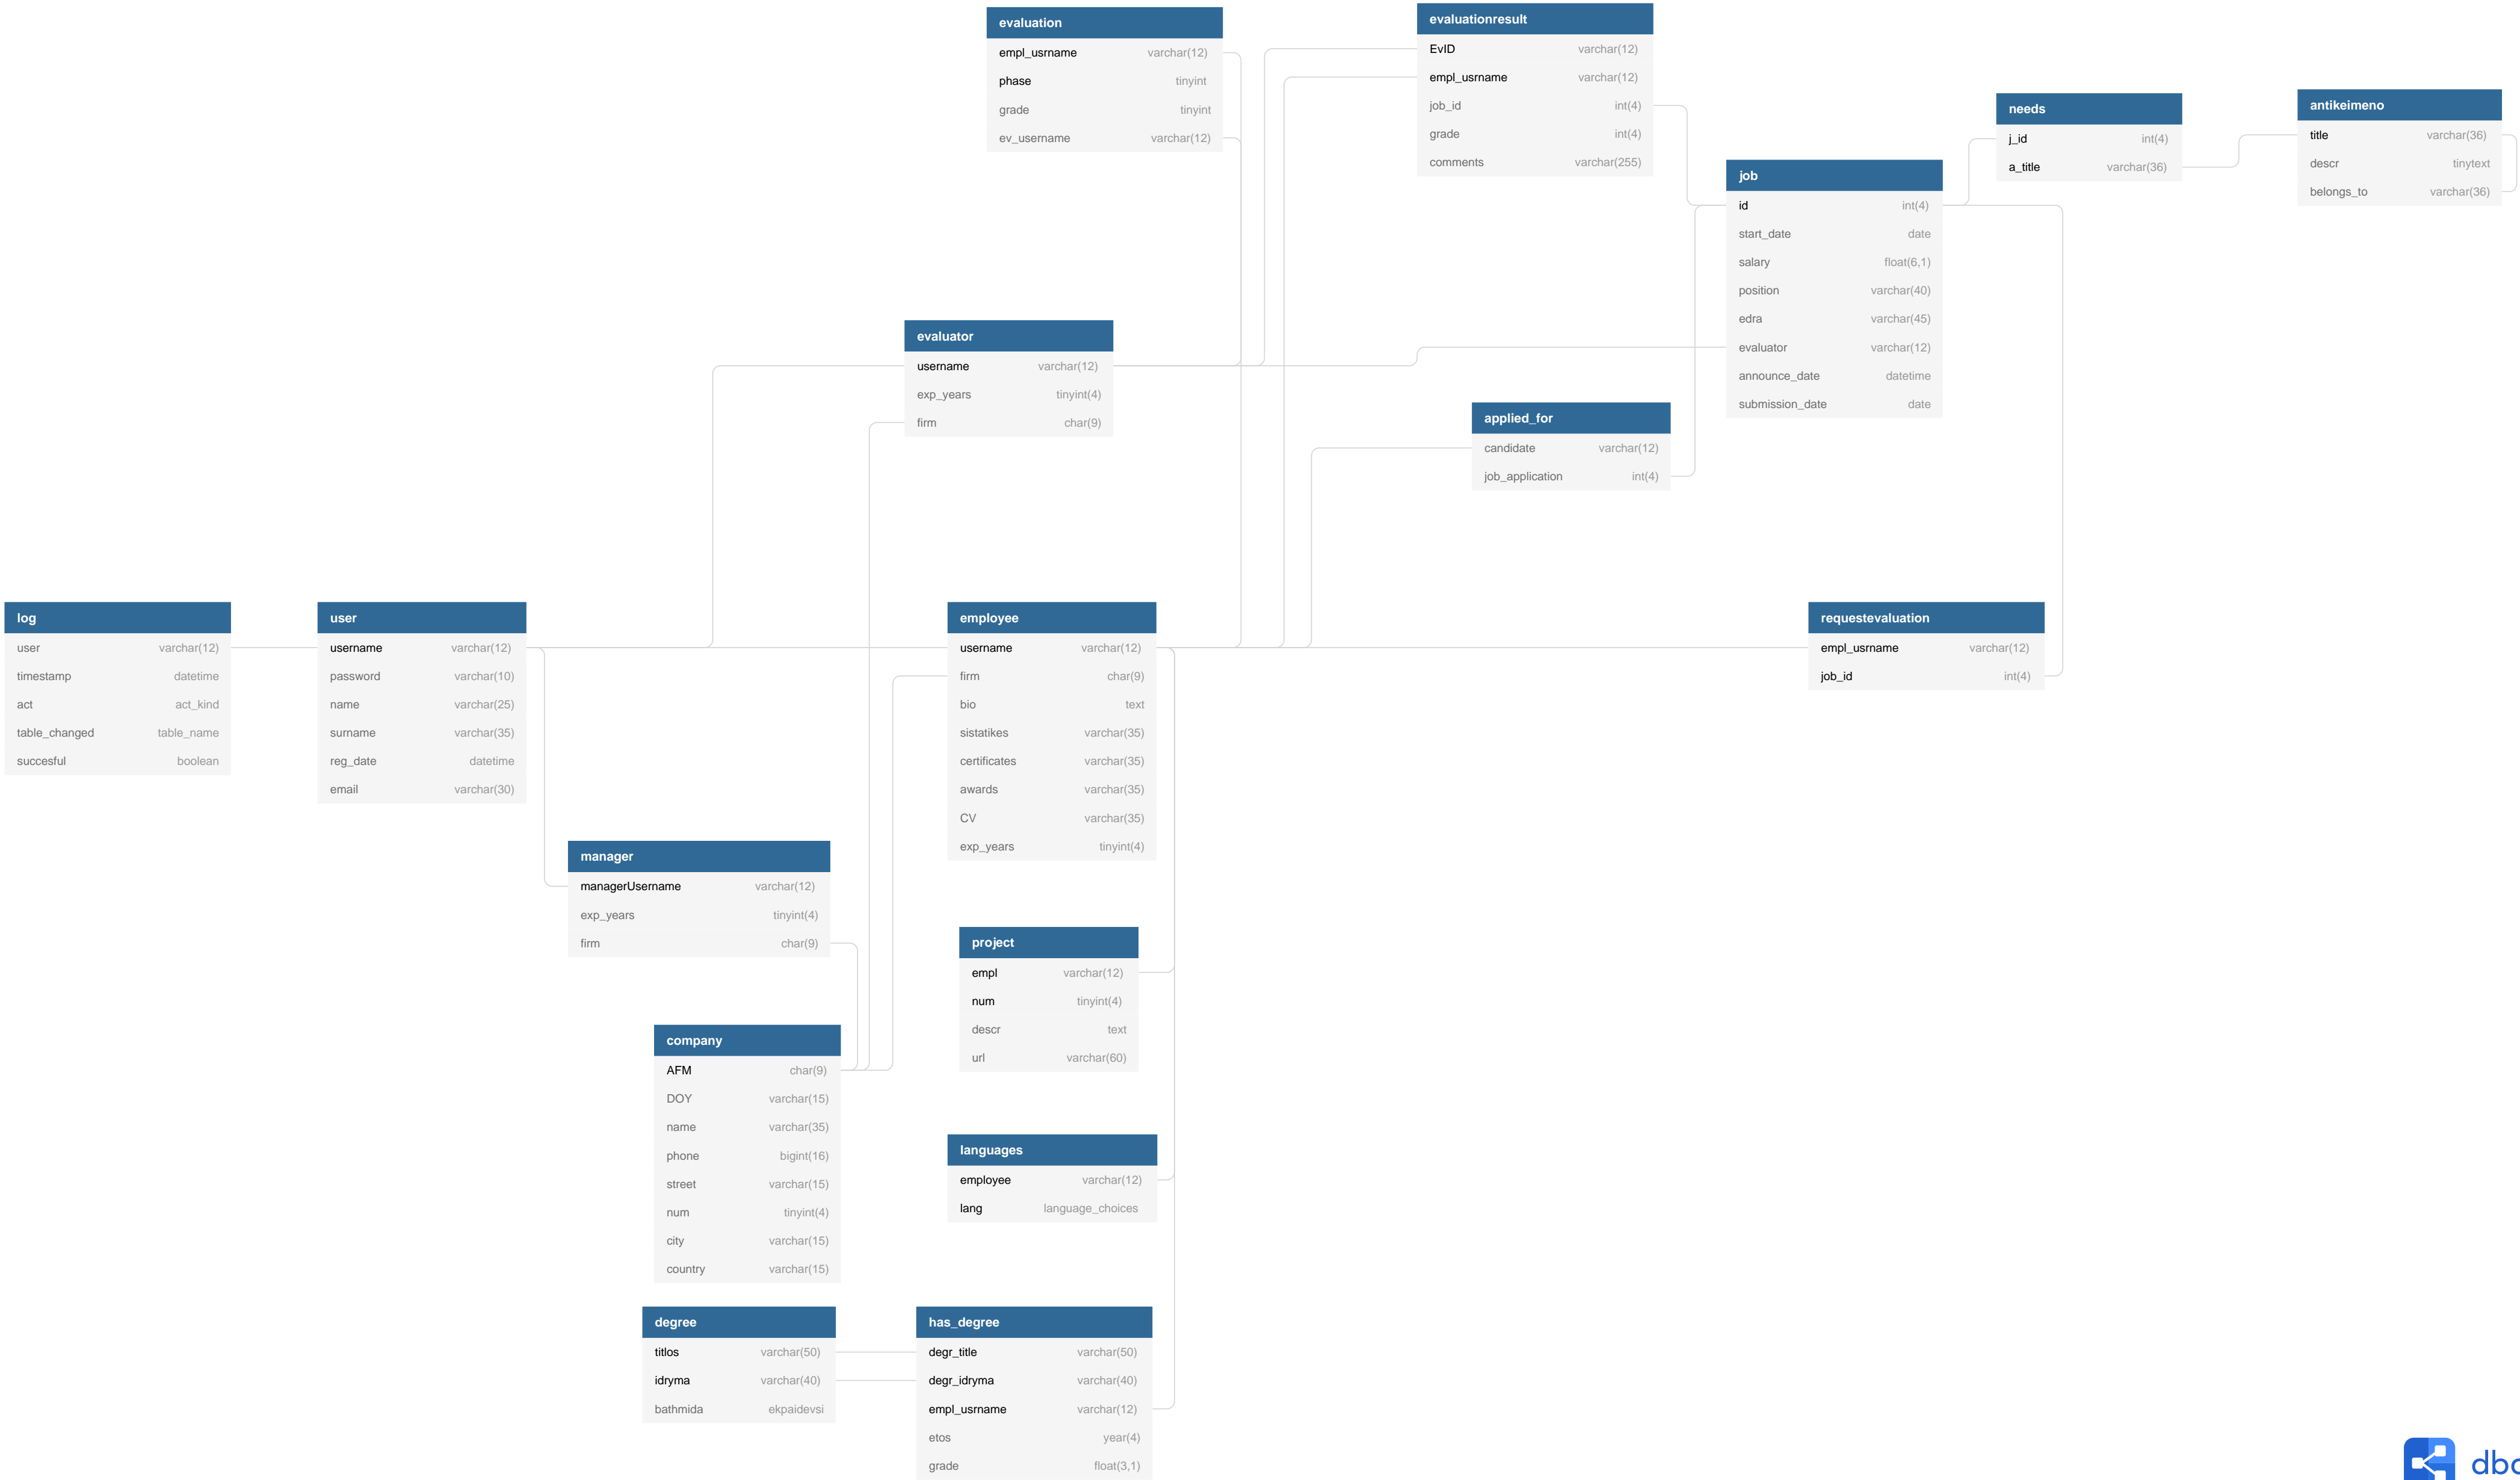 evaluation
empl_usrname varchar(12)
phase tinyint
grade tinyint
ev_username varchar(12)
evaluationresult
EvID varchar(12)
empl_usrname varchar(12)
job_id int(4)
grade int(4)
comments varchar(255)
needs
j_id int(4)
a_title varchar(36)
antikeimeno
title varchar(36)
descr tinytext
belongs_to varchar(36)
job
id int(4)
start_date date
salary float(6,1)
position varchar(40)
edra varchar(45)
evaluator varchar(12)
announce_date datetime
submission_date date
evaluator
username varchar(12)
exp_years tinyint(4)
firm char(9)
applied_for
candidate varchar(12)
job_application int(4)
log
user varchar(12)
timestamp datetime
act act_kind
table_changed table_name
succesful boolean
user
username varchar(12)
password varchar(10)
name varchar(25)
surname varchar(35)
reg_date datetime
email varchar(30)
employee
username varchar(12)
firm char(9)
bio text
sistatikes varchar(35)
certificates varchar(35)
awards varchar(35)
CV varchar(35)
exp_years tinyint(4)
requestevaluation
empl_usrname varchar(12)
job_id int(4)
manager
managerUsername varchar(12)
exp_years tinyint(4)
firm char(9)
project
empl varchar(12)
num tinyint(4)
descr text
url varchar(60)
company
AFM char(9)
DOY varchar(15)
name varchar(35)
phone bigint(16)
street varchar(15)
num tinyint(4)
city varchar(15)
country varchar(15)
languages
employee varchar(12)
lang language_choices
degree
titlos varchar(50)
idryma varchar(40)
bathmida ekpaidevsi
has_degree
degr_title varchar(50)
degr_idryma varchar(40)
empl_usrname varchar(12)
etos year(4)
grade float(3,1)